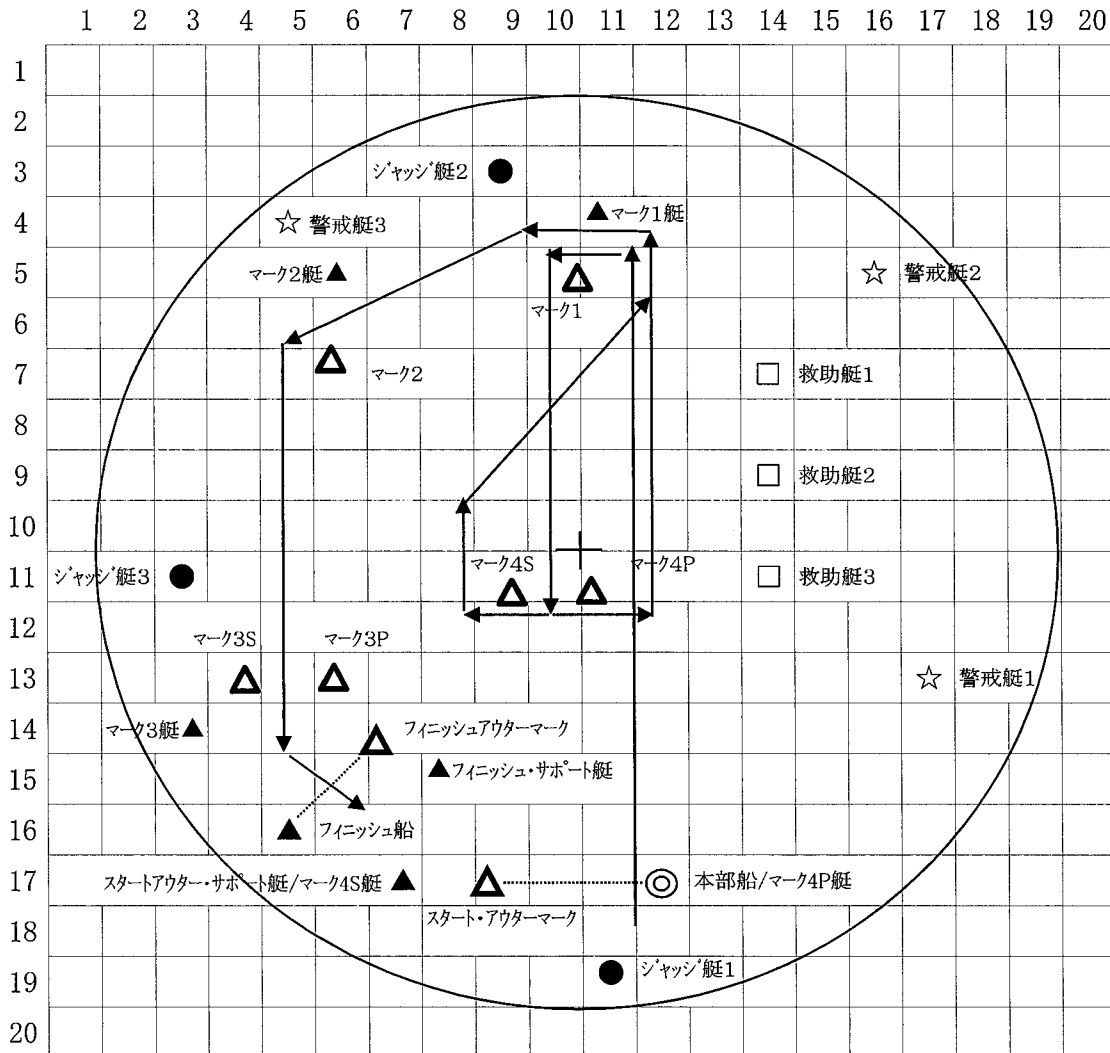 1 2 3 4 5 6 7 8 9 10 11 12 13 14 15 16 17 18 19 20
1
2
3 ジャッジ艇2
4 警戒艇3 マーク1艇
5 マーク2艇 警戒艇2
6 マーク1
7 マーク2 救助艇1
8
9 救助艇2
10
マーク4S マーク4P
11 ジャッジ艇3 救助艇3
12
マーク3S マーク3P
13 警戒艇1
14 マーク3艇 フィニッシュアウターマーク
15 フィニッシュ・サポート艇
16 フィニッシュ船
17 スタートアウター・サポート艇/マーク4S艇 本部船/マーク4P艇
18 スタート・アウターマーク
19 ジャッジ艇1
20